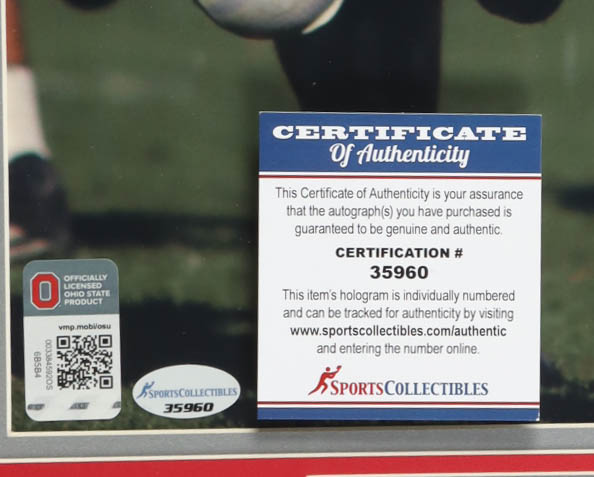 CERTIFICATE
Of Authenticity
This Certificate of Authenticity is your assurance
that the autograph(s) you have purchased is
guaranteed to be genuine and authentic.
CERTIFICATION #
35960
This item's hologram is individually numbered
and can be tracked for authenticity by visiting
www.sportscollectibles.com/authentic
and entering the number online.
SPORTSCOLLECTIBLES
O
OFFICIALLY
LICENSED
OHIO STATE
PRODUCT
vmp.mobi/osu
6B5B4
SPORTSCOLLECTIBLES
35960